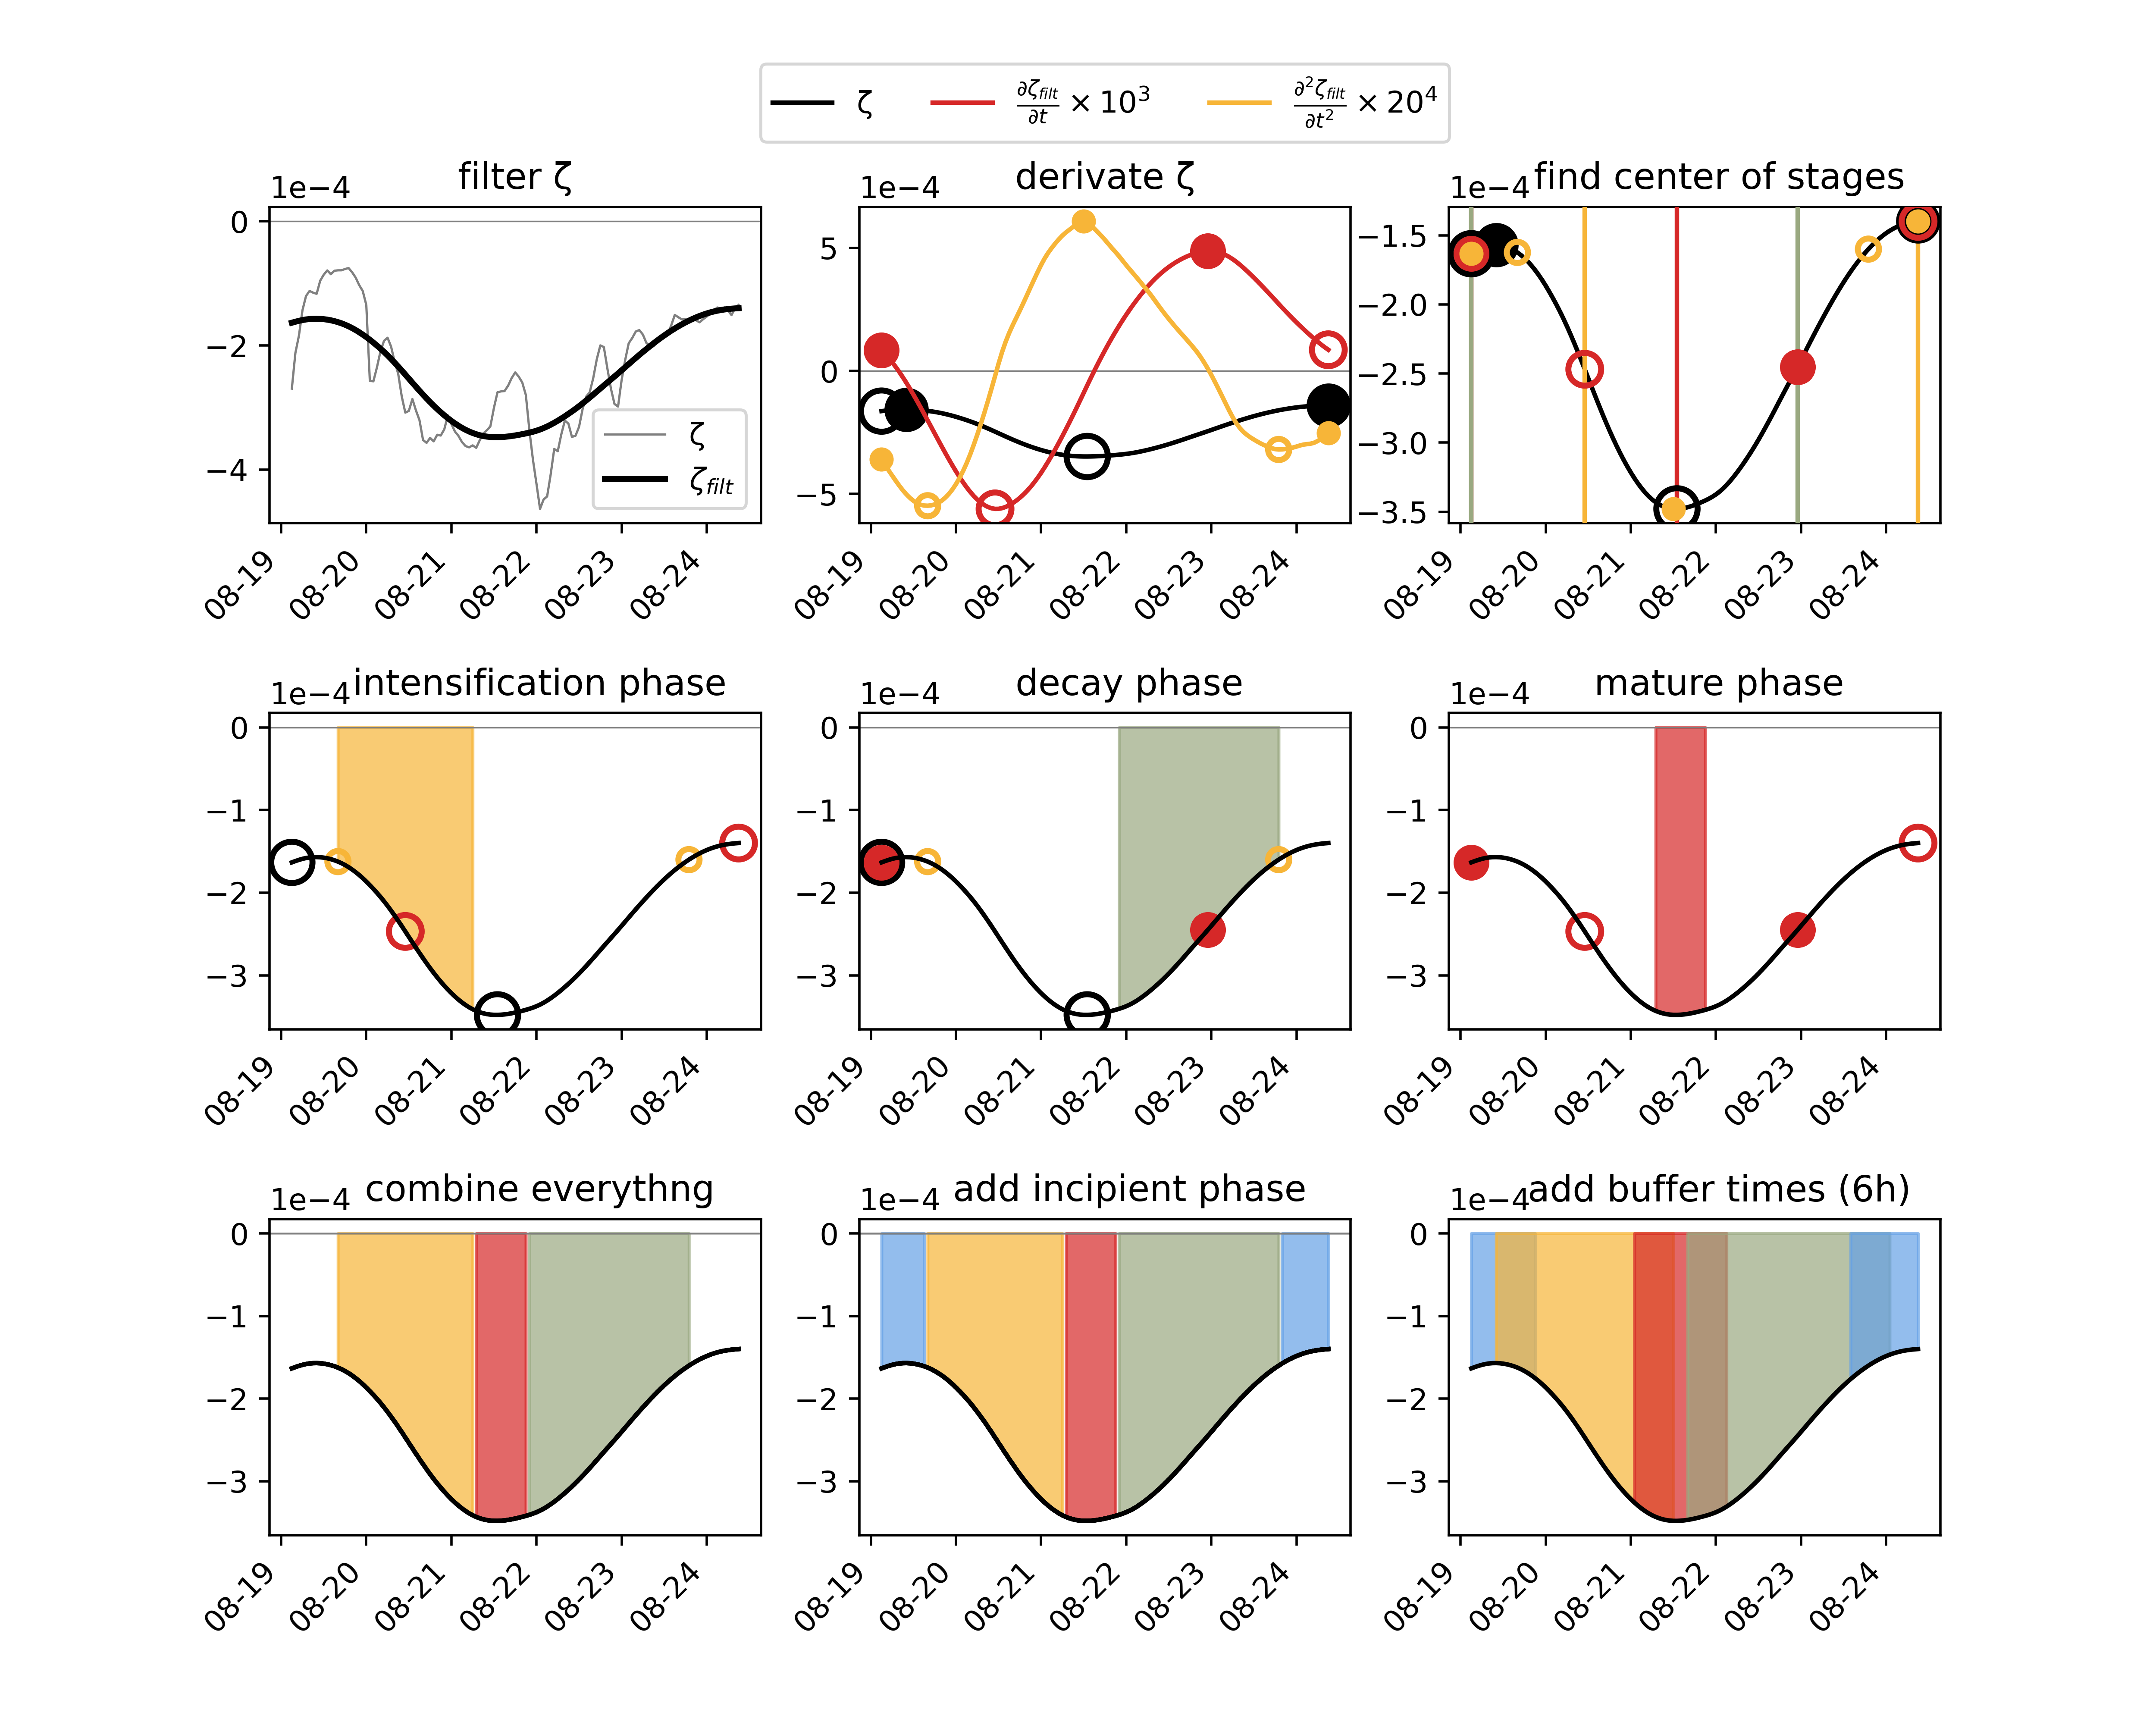 ζ ∂ζfilt/∂t × 10³ ∂²ζfilt/∂t² × 20⁴
filter ζ
1e−4
0
−2
−4
ζ
ζfilt
08-19 08-20 08-21 08-22 08-23 08-24
derivate ζ
1e−4
5
0
−5
08-19 08-20 08-21 08-22 08-23 08-24
find center of stages
1e−4
−1.5
−2.0
−2.5
−3.0
−3.5
08-19 08-20 08-21 08-22 08-23 08-24
intensification phase
1e−4
0
−1
−2
−3
08-19 08-20 08-21 08-22 08-23 08-24
decay phase
1e−4
0
−1
−2
−3
08-19 08-20 08-21 08-22 08-23 08-24
mature phase
1e−4
0
−1
−2
−3
08-19 08-20 08-21 08-22 08-23 08-24
combine everythng
1e−4
0
−1
−2
−3
08-19 08-20 08-21 08-22 08-23 08-24
add incipient phase
1e−4
0
−1
−2
−3
08-19 08-20 08-21 08-22 08-23 08-24
add buffer times (6h)
1e−4
0
−1
−2
−3
08-19 08-20 08-21 08-22 08-23 08-24